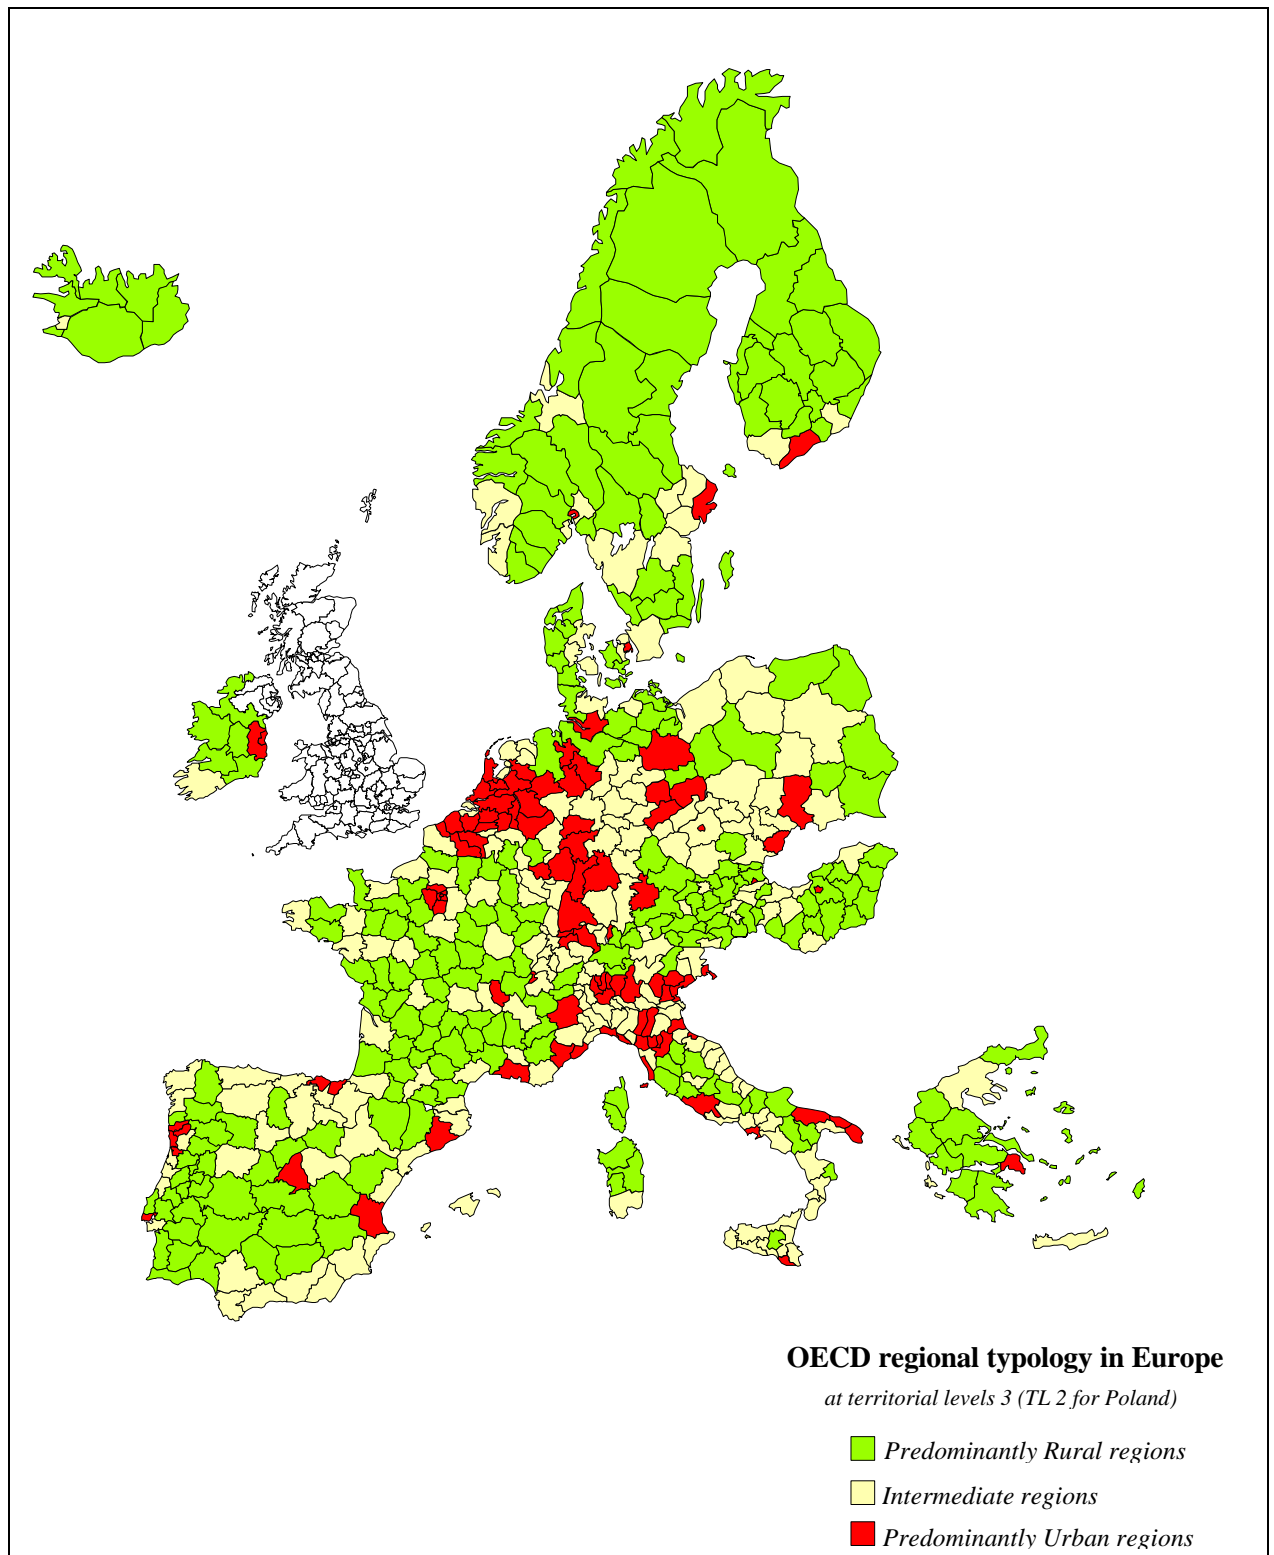 OECD regional typology in Europe
at territorial levels 3 (TL 2 for Poland)
Predominantly Rural regions
Intermediate regions
Predominantly Urban regions